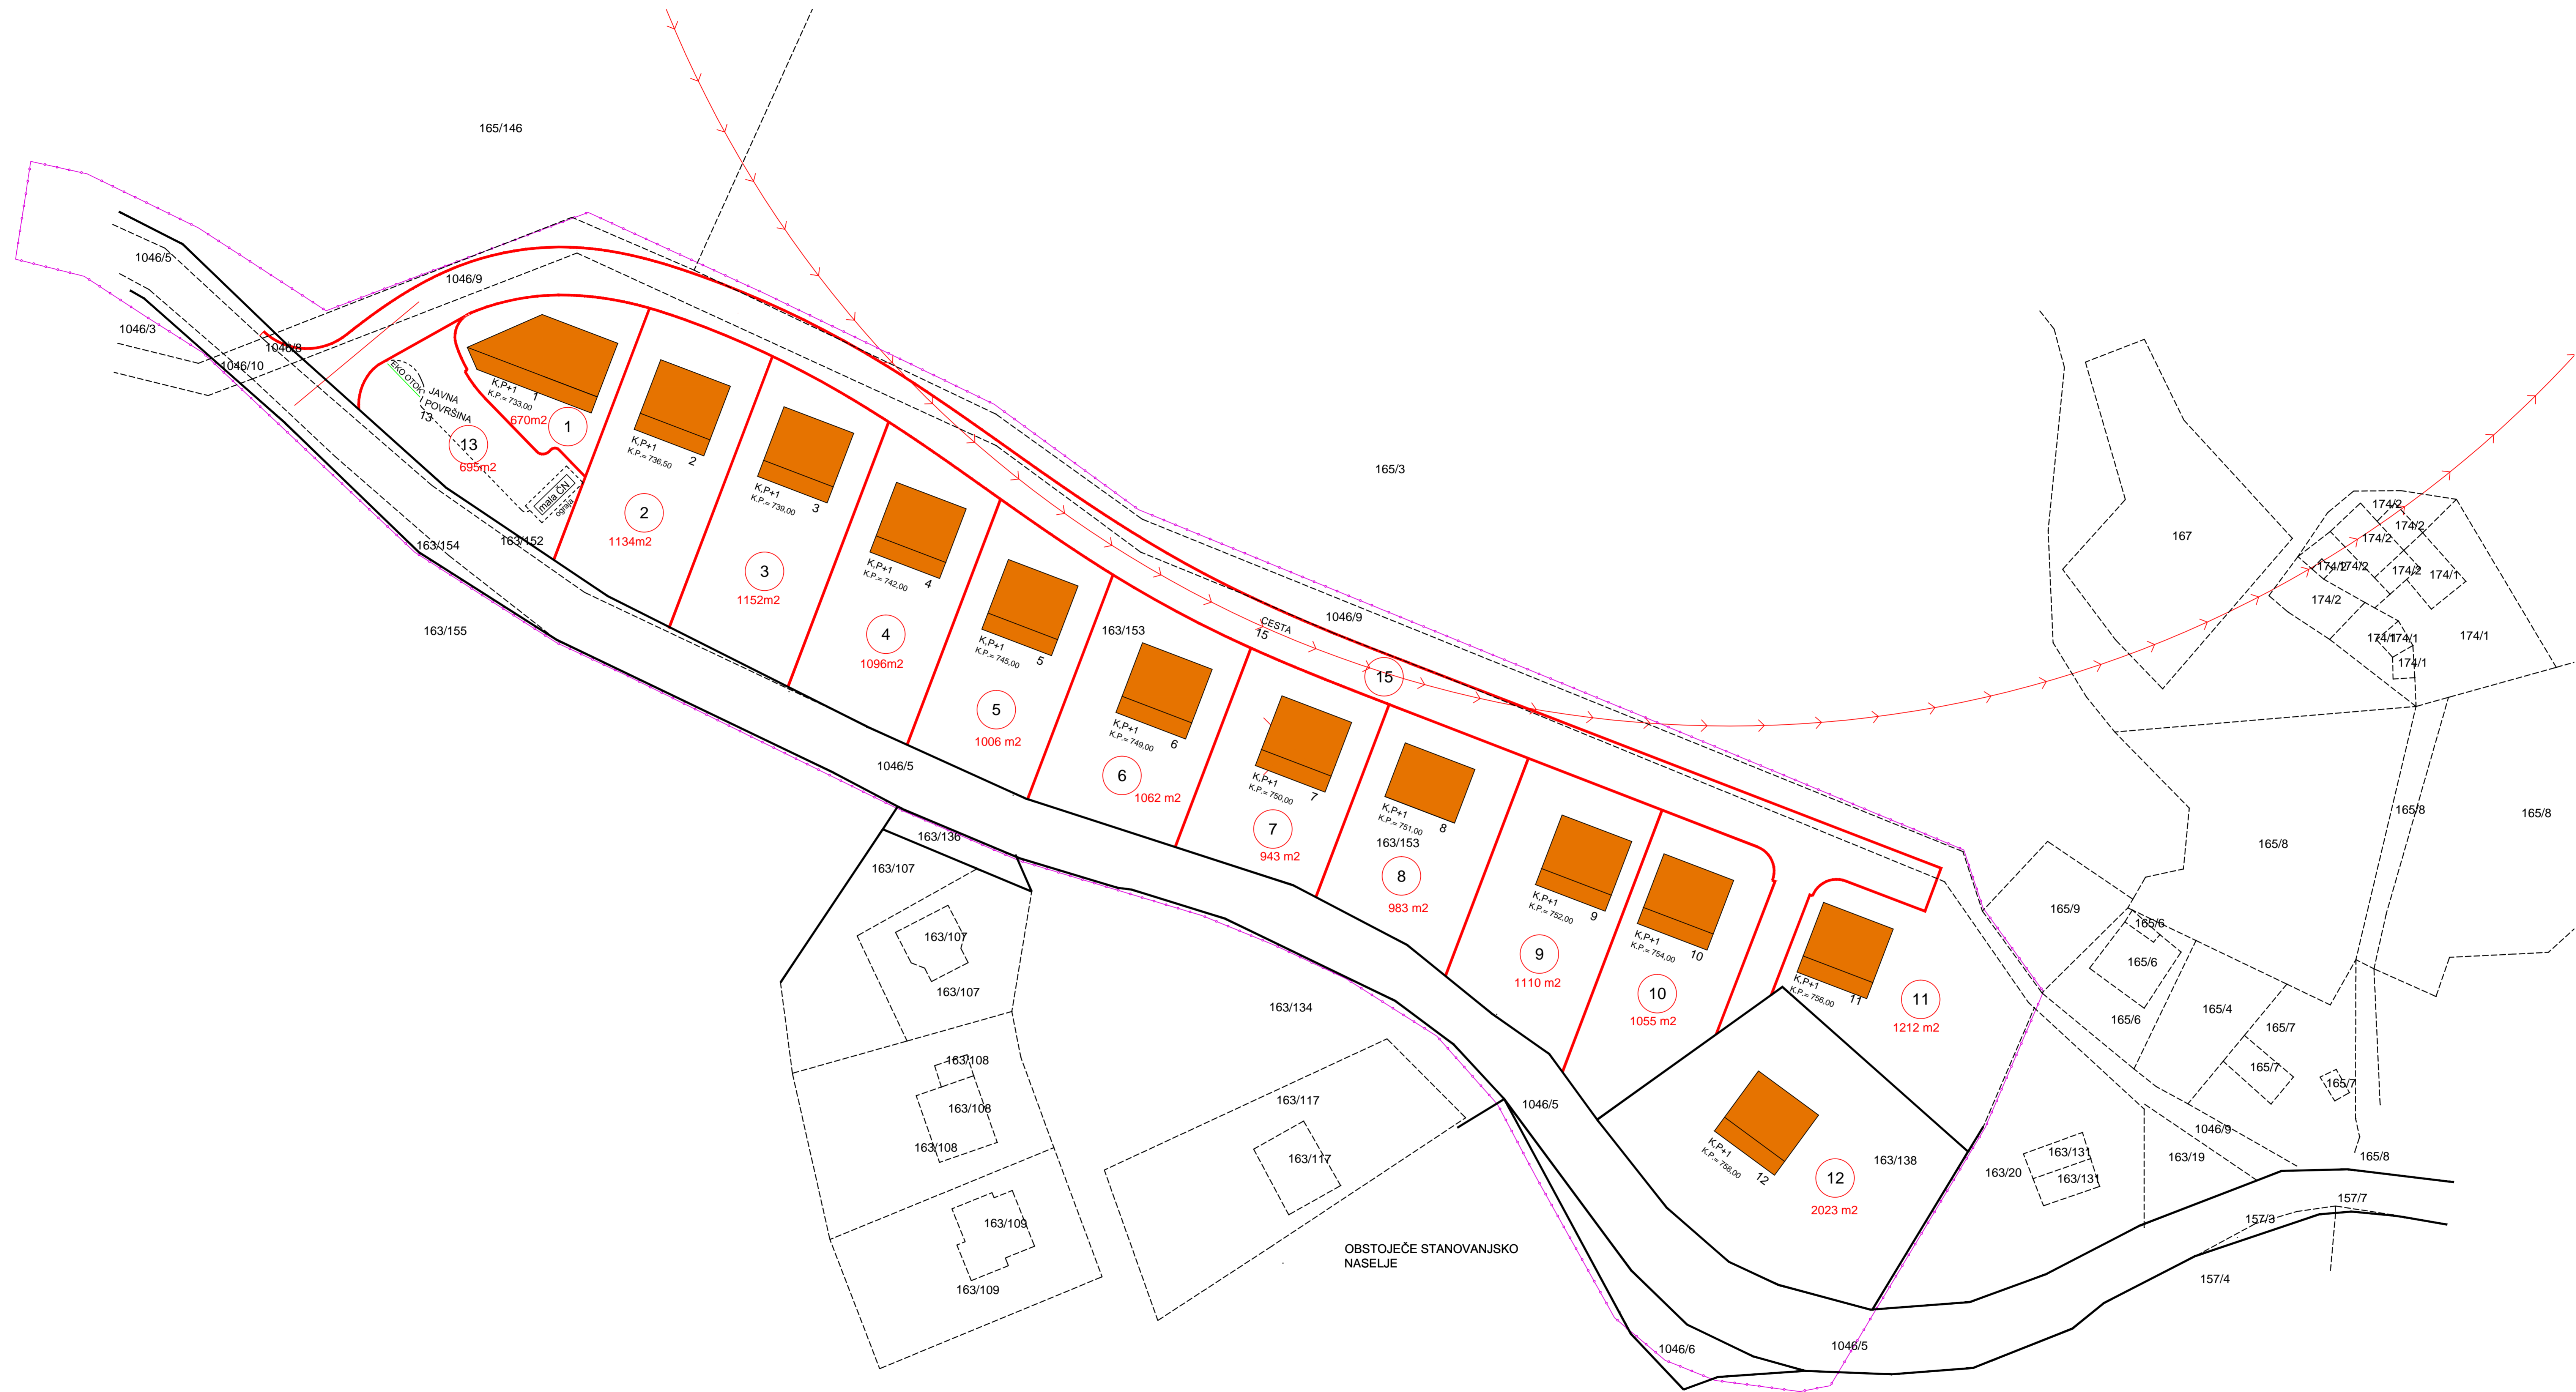 165/146
1046/5
1046/9
1046/3
1046/8
1046/10
EKO OTOK
JAVNA
POVRŠINA
13
13
695m2
K,P+1
K.P.= 733,00
1
670m2
1
mala ČN
ograja
K,P+1
K.P.= 736,50
2
2
1134m2
K,P+1
K.P.= 739,00
3
3
1152m2
K,P+1
K.P.= 742,00
4
4
1096m2
K,P+1
K.P.= 745,00
5
5
1006 m2
163/153
K,P+1
K.P.= 749,00
6
6
1062 m2
K,P+1
K.P.= 750,00
7
7
943 m2
K,P+1
K.P.= 751,00
8
163/153
8
983 m2
K,P+1
K.P.= 752,00
9
9
1110 m2
K,P+1
K.P.= 754,00
10
10
1055 m2
K,P+1
K.P.= 756,00
11
11
1212 m2
K,P+1
K.P.= 758,00
12
12
2023 m2
163/138
CESTA
15
15
1046/9
165/3
163/154
163/152
163/155
1046/5
163/136
163/107
163/107
163/107
163/108
163/108
163/108
163/109
163/109
163/134
163/117
163/117
1046/5
OBSTOJEČE STANOVANJSKO
NASELJE
1046/6
1046/5
167
174/2
174/2
174/2
174/2
174/2
174/2
174/1
174/2
174/1
174/1
174/1
174/1
165/8
165/8
165/8
165/9
165/6
165/6
165/6
165/4
165/7
165/7
165/7
1046/9
163/131
163/131
163/20
163/19
165/8
157/7
157/3
157/4